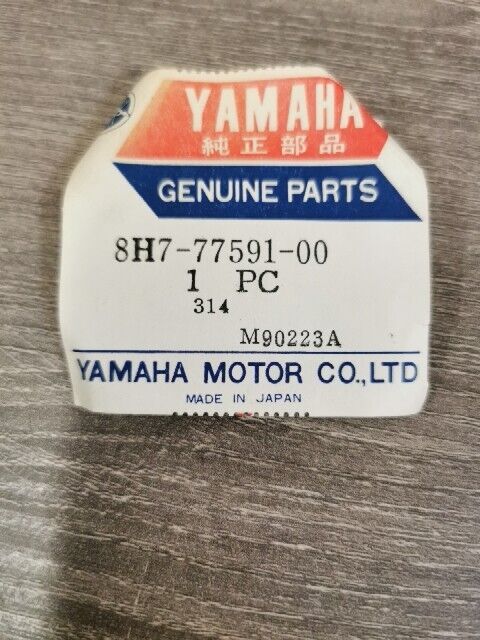 YAMAHA
純正部品
GENUINE PARTS
8H7-77591-00
1 PC
314
M90223A
YAMAHA MOTOR CO.,LTD
MADE IN JAPAN